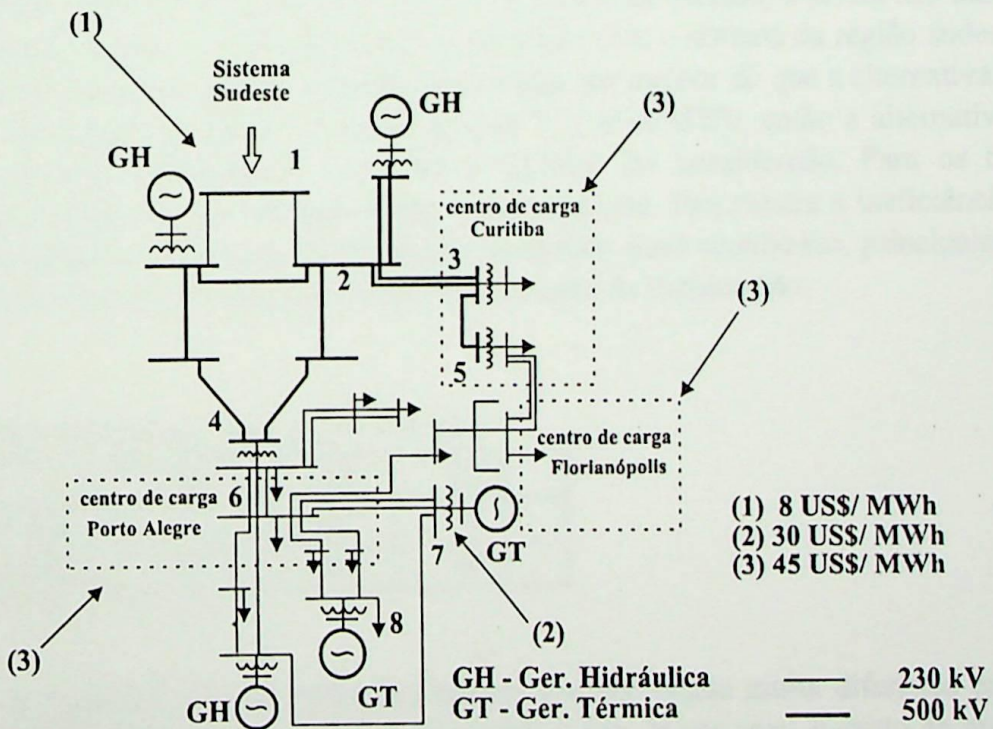 (1)
Sistema
Sudeste
GH
GH
1
(3)
centro de carga
Curitiba
2
3
(3)
5
4
centro de carga
Florianópolis
centro de carga
Porto Alegre
6
7
GT
(1) 8 US$/ MWh
(2) 30 US$/ MWh
(3) 45 US$/ MWh
8
(3)
(2)
GH
GT
GH - Ger. Hidráulica
230 kV
GT - Ger. Térmica
500 kV